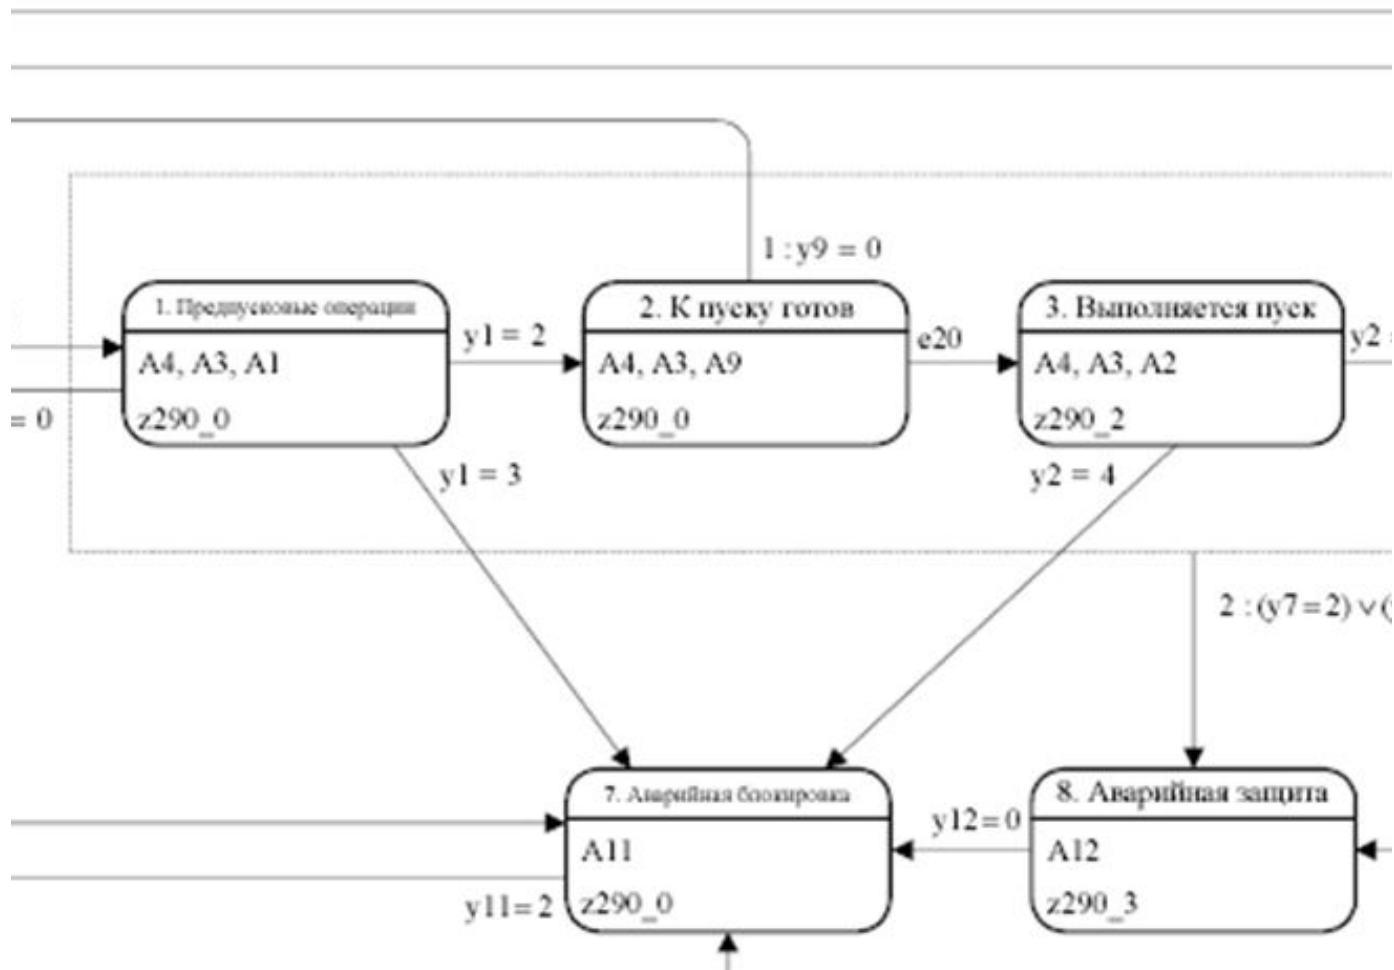 1 : y9 = 0
1. Предпусковые операции
2. К пуску готов
3. Выполняется пуск
y1 = 2
e20
y2 =
A4, A3, A1
A4, A3, A9
A4, A3, A2
= 0
z290_0
z290_0
z290_2
y1 = 3
y2 = 4
2 : (y7=2) ∨ (
7. Аварийная блокировка
8. Аварийная защита
y12=0
A11
A12
y11=2
z290_0
z290_3